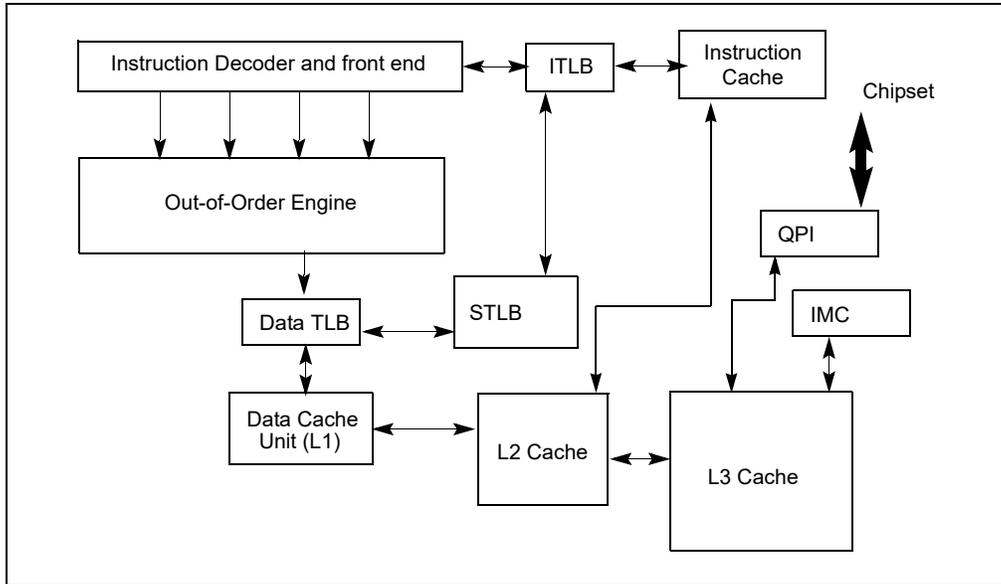 Instruction Decoder and front end
ITLB
Instruction
Cache
Chipset
Out-of-Order Engine
QPI
Data TLB
STLB
IMC
Data Cache
Unit (L1)
L2 Cache
L3 Cache